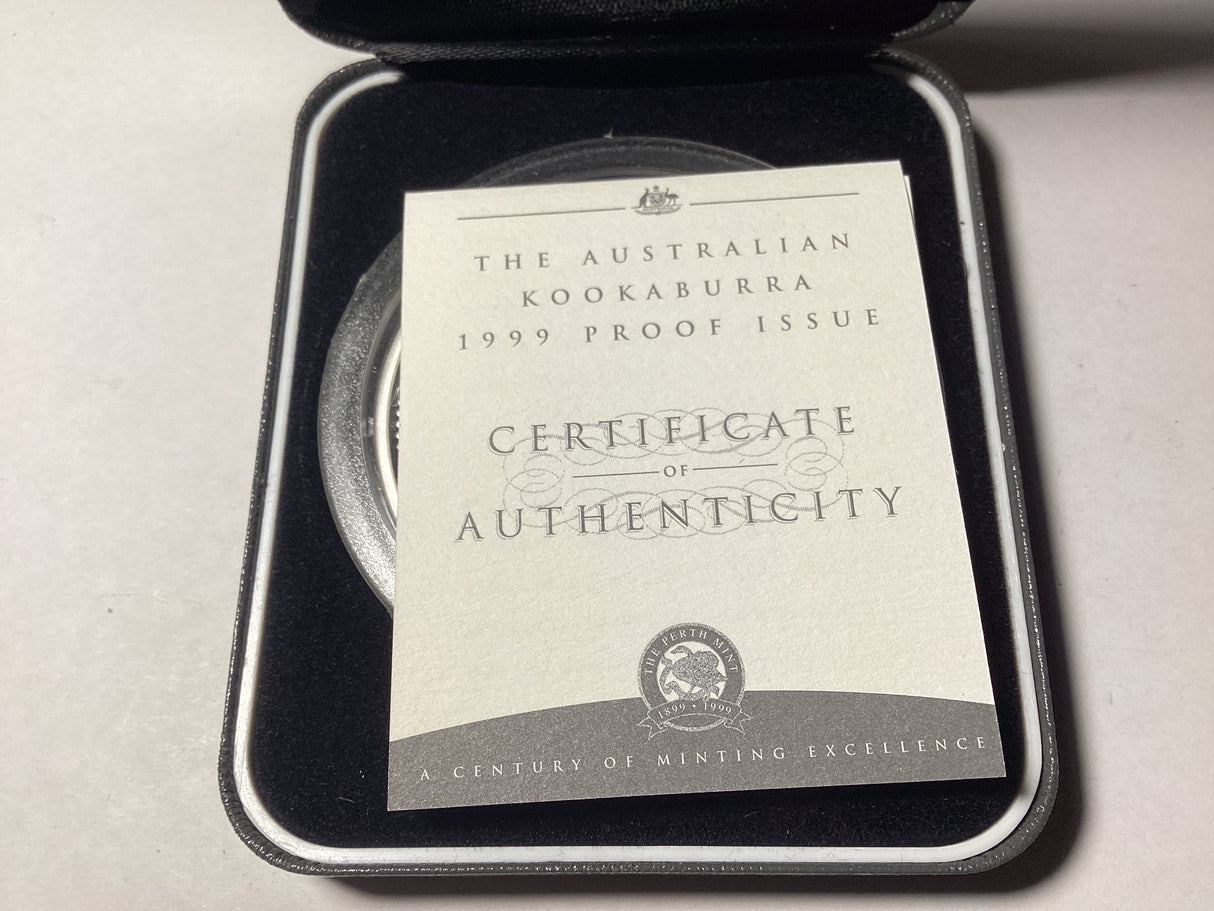 THE AUSTRALIAN
KOOKABURRA
1999 PROOF ISSUE
CERTIFICATE
OF
AUTHENTICITY
THE PERTH MINT
1899 • 1999
A CENTURY OF MINTING EXCELLENCE